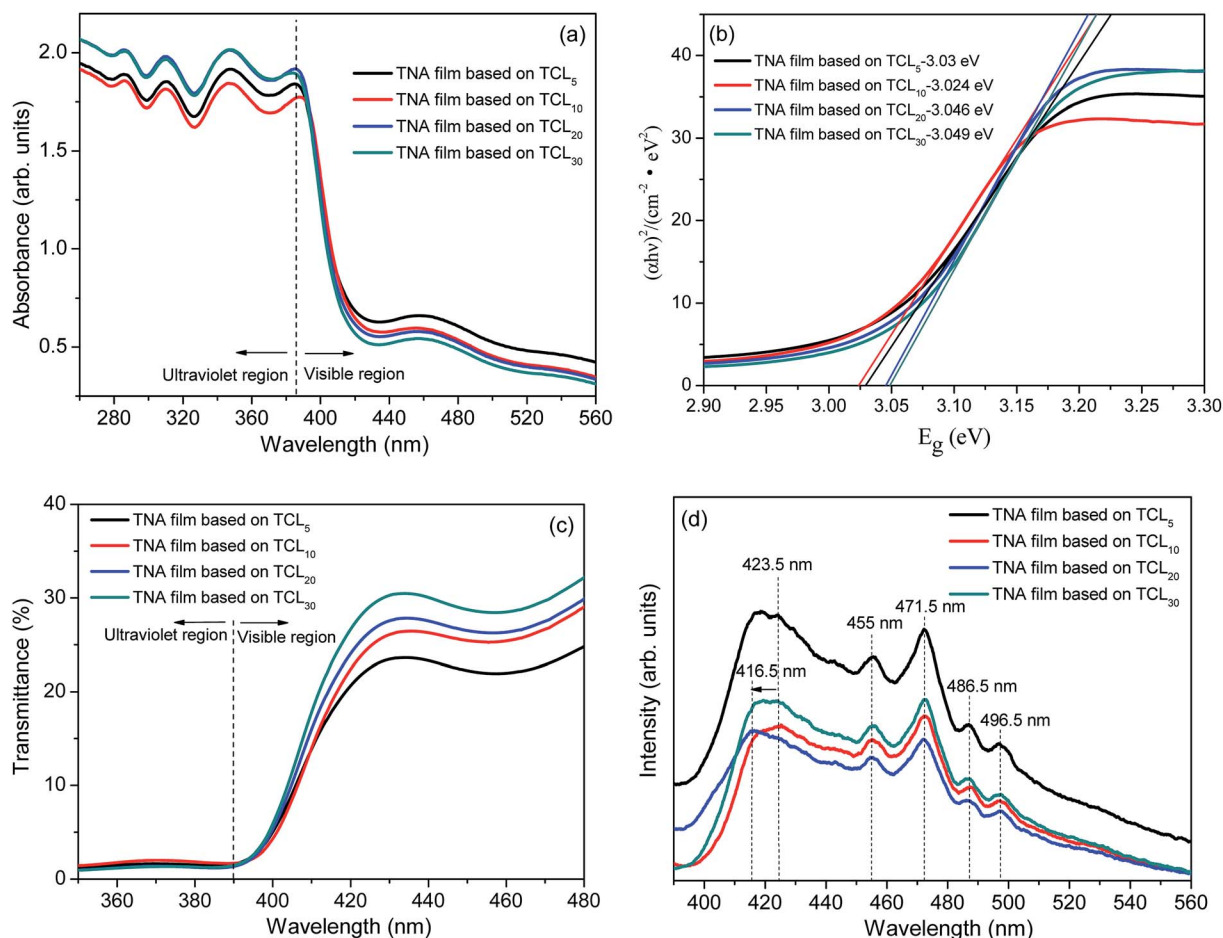 (a)
TNA film based on TCL5
TNA film based on TCL10
TNA film based on TCL20
TNA film based on TCL30
2.0
1.5
1.0
0.5
Absorbance (arb. units)
Ultraviolet region
Visible region
280 320 360 400 440 480 520 560
Wavelength (nm)
(b)
TNA film based on TCL5-3.03 eV
TNA film based on TCL10-3.024 eV
TNA film based on TCL20-3.046 eV
TNA film based on TCL30-3.049 eV
40
30
20
10
0
(αhν)²/(cm⁻² • eV²)
2.90 2.95 3.00 3.05 3.10 3.15 3.20 3.25 3.30
Eg (eV)
(c)
TNA film based on TCL5
TNA film based on TCL10
TNA film based on TCL20
TNA film based on TCL30
40
30
20
10
0
Transmittance (%)
Ultraviolet region
Visible region
360 380 400 420 440 460 480
Wavelength (nm)
(d)
TNA film based on TCL5
TNA film based on TCL10
TNA film based on TCL20
TNA film based on TCL30
423.5 nm
471.5 nm
455 nm
416.5 nm
486.5 nm
496.5 nm
Intensity (arb. units)
400 420 440 460 480 500 520 540 560
Wavelength (nm)